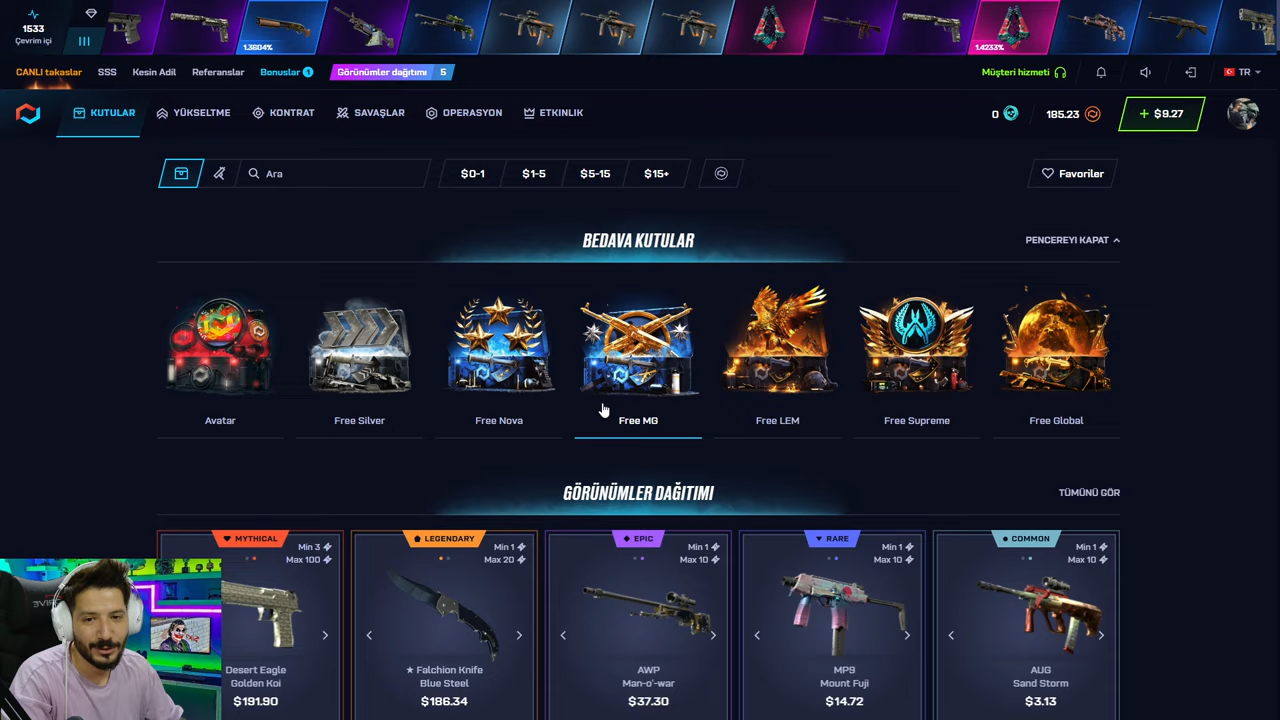 1533
Çevrim içi
1.3604%
1.4233%
CANLI takaslar
SSS
Kesin Adil
Referanslar
Bonuslar 1
Görünümler dağıtımı 5
Müşteri hizmeti
TR
KUTULAR
YÜKSELTME
KONTRAT
SAVAŞLAR
OPERASYON
ETKINLIK
0
185.23
+ $9.27
Ara
$0-1
$1-5
$5-15
$15+
Favoriler
BEDAVA KUTULAR
PENCEREYI KAPAT
Avatar
Free Silver
Free Nova
Free MG
Free LEM
Free Supreme
Free Global
GÖRÜNÜMLER DAĞITIMI
TÜMÜNÜ GÖR
MYTHICAL
Min 3
Max 100
Desert Eagle
Golden Koi
$191.90
LEGENDARY
Min 1
Max 20
★ Falchion Knife
Blue Steel
$186.34
EPIC
Min 1
Max 10
AWP
Man-o'-war
$37.30
RARE
Min 1
Max 10
MP9
Mount Fuji
$14.72
COMMON
Min 1
Max 10
AUG
Sand Storm
$3.13